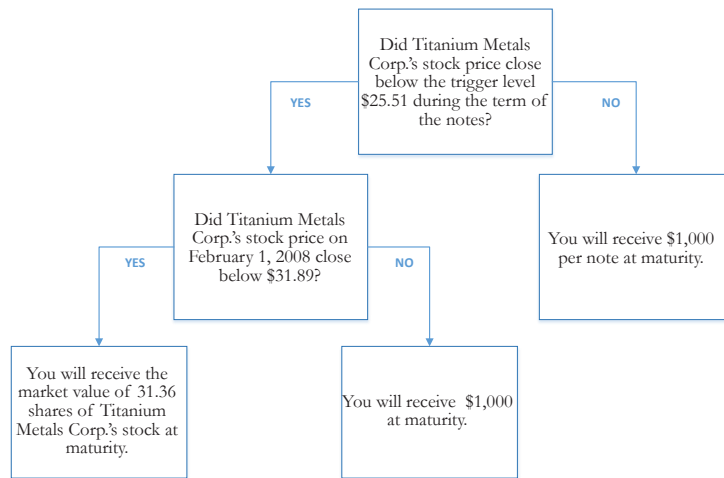 Did Titanium Metals
Corp.'s stock price close
below the trigger level
$25.51 during the term of
the notes?
YES
NO
Did Titanium Metals
Corp.'s stock price on
February 1, 2008 close
below $31.89?
You will receive $1,000
per note at maturity.
YES
NO
You will receive the
market value of 31.36
shares of Titanium
Metals Corp.'s stock at
maturity.
You will receive $1,000
at maturity.